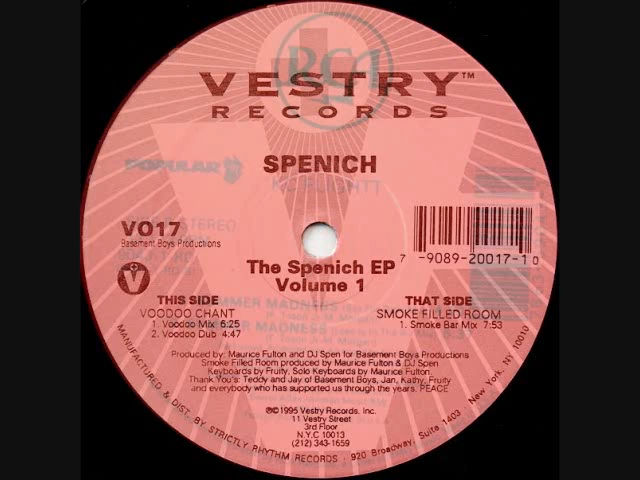 VESTRY™
RECORDS
SPENICH
POPULAR
VO17
Basement Boys Productions
7 -9089-20017-1 0
The Spenich EP
Volume 1
THIS SIDE
VOODOO CHANT
1. Voodoo Mix 6:25
2. Voodoo Dub 4:47
THAT SIDE
SMOKE FILLED ROOM
1. Smoke Bar Mix 7:53
SUMMER MADNESS
Produced by: Maurice Fulton and DJ Spen for Basement Boys Productions
Smoke Filled Room produced by Maurice Fulton & DJ Spen
Keyboards by Fruity, Solo Keyboards by Maurice Fulton.
Thank You's: Teddy and Jay of Basement Boys, Jan, Kathy, Fruity
and everybody who has supported us through the years. PEACE
℗©1995 Vestry Records. Inc.
11 Vestry Street
3rd Floor
N.Y.C 10013
(212) 343-1659
MANUFACTURED & DIST. BY STRICTLY RHYTHM RECORDS - 920 Broadway, Suite 1403 - New York, NY 10010